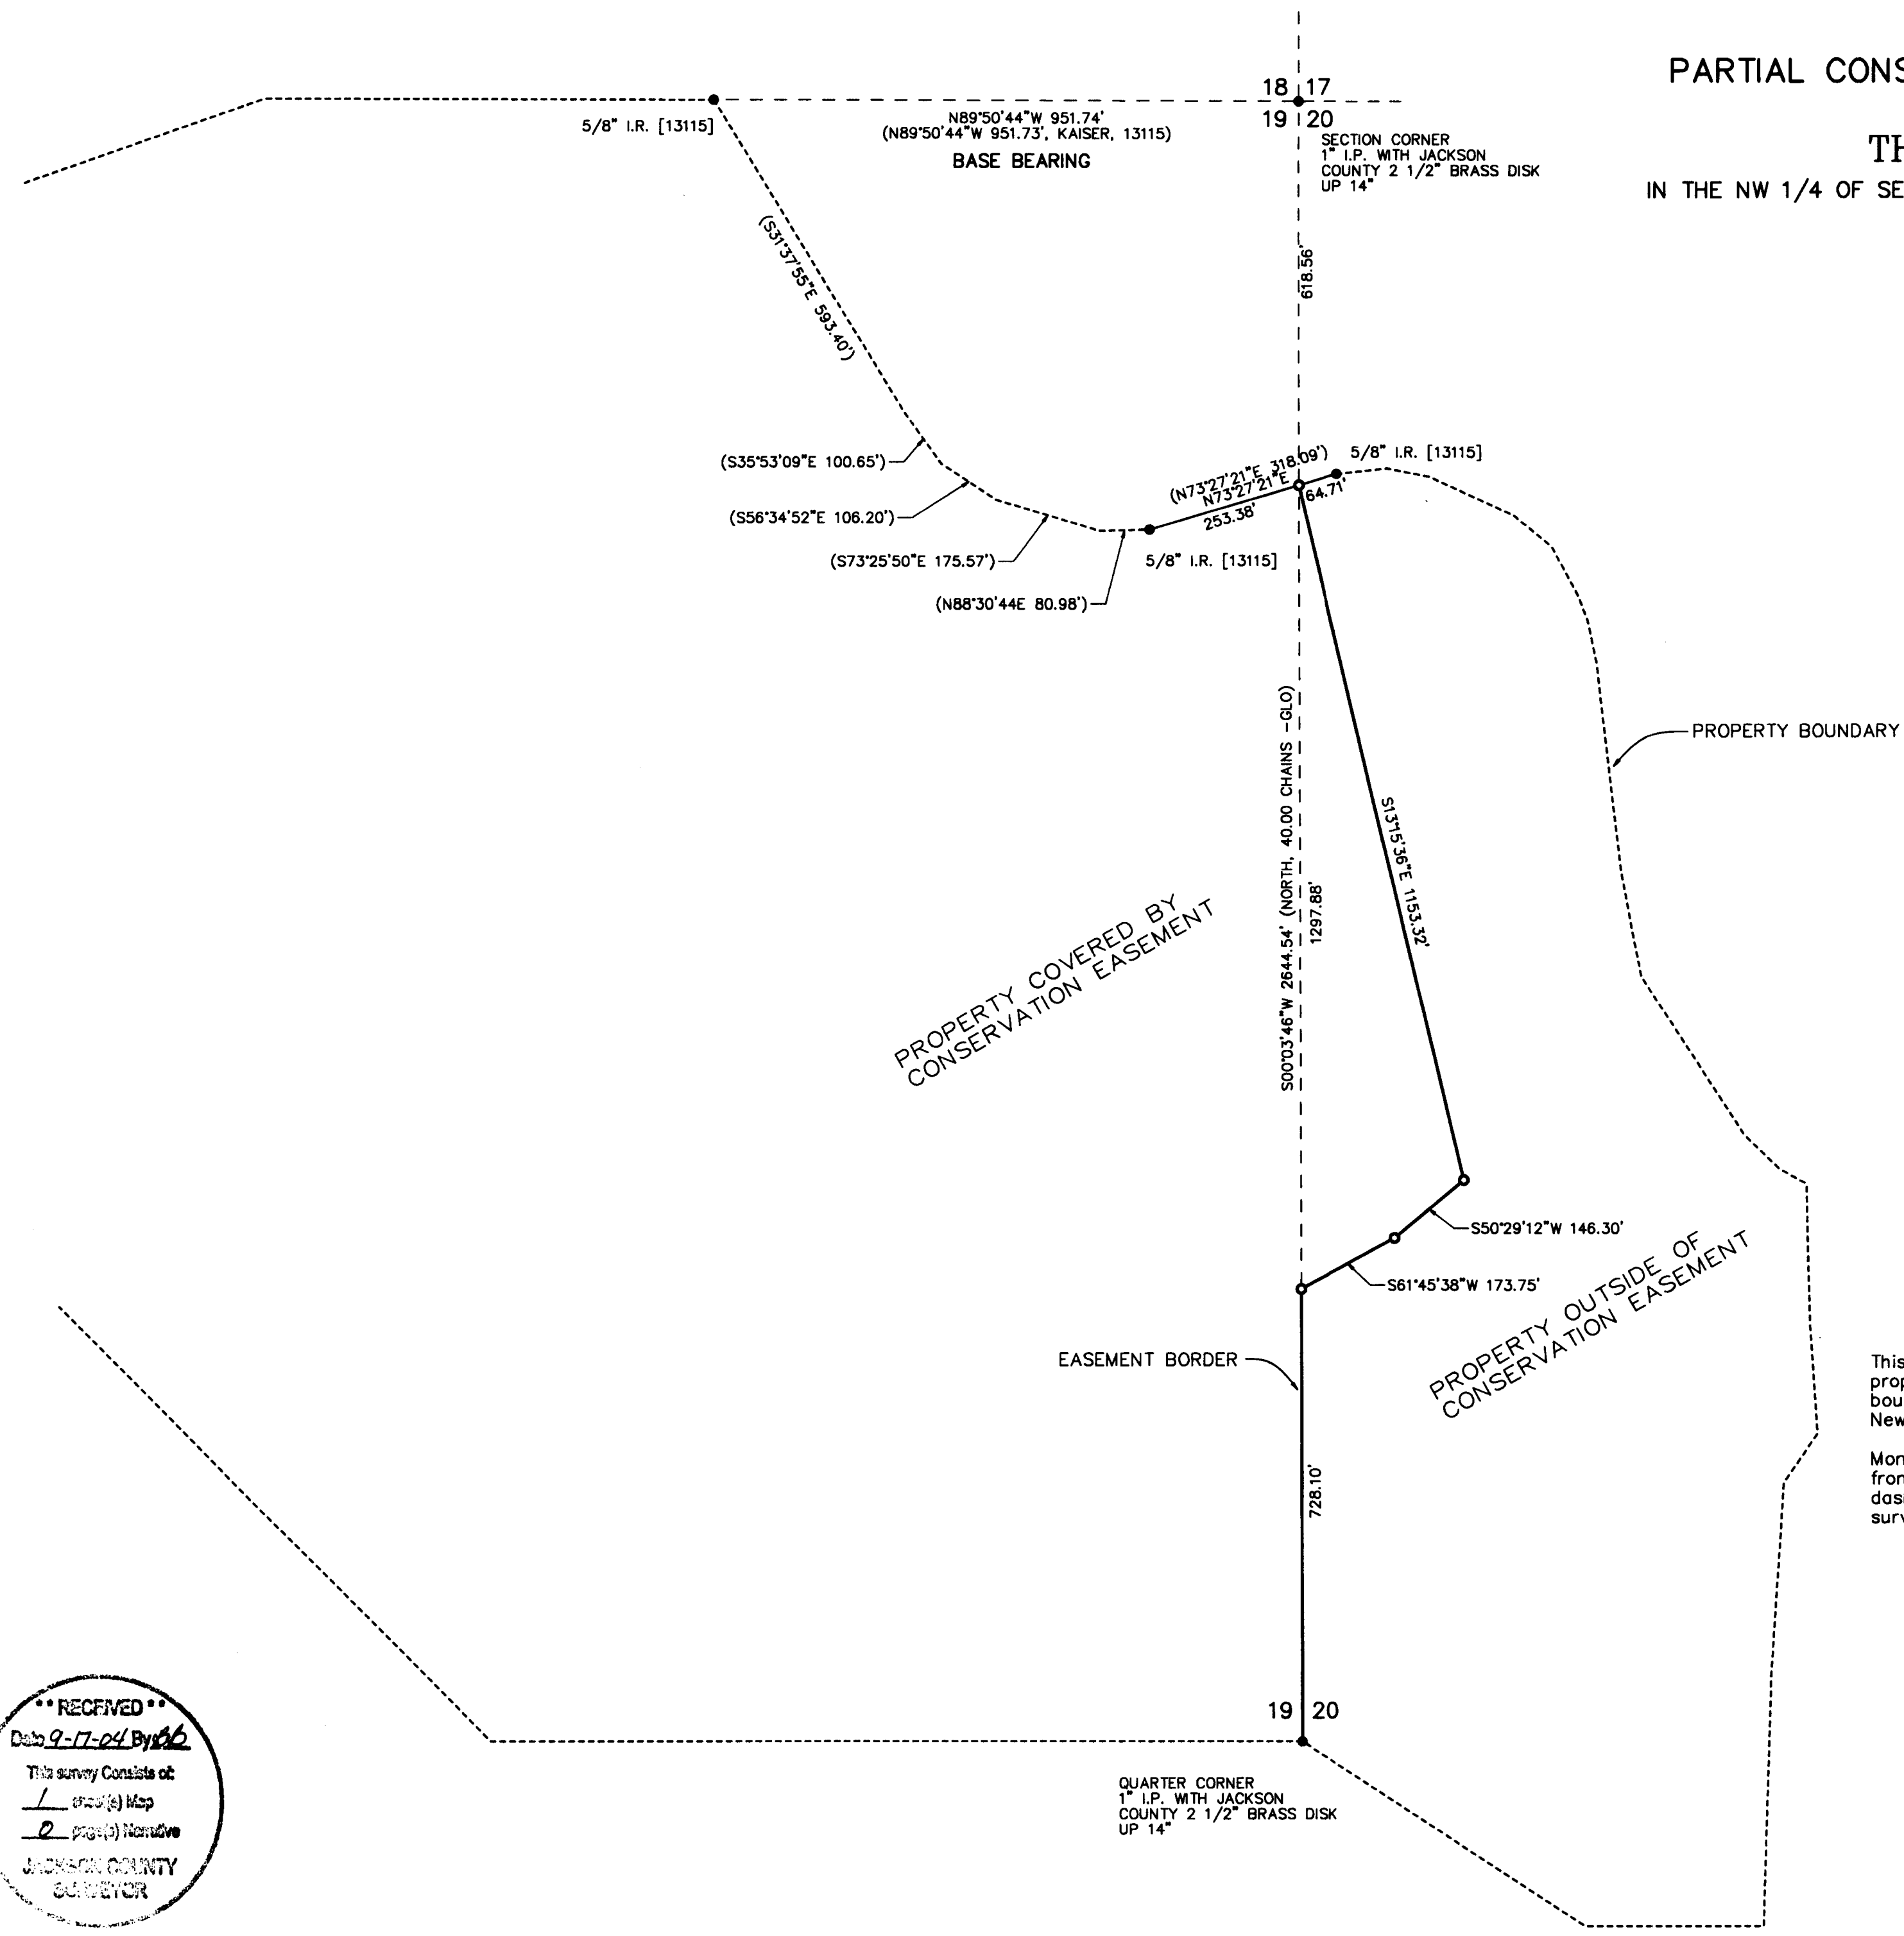 PARTIAL CONS
TH
IN THE NW 1/4 OF SE
18 17
19 20
5/8" I.R. [13115]
N89°50'44"W 951.74'
(N89°50'44"W 951.73', KAISER, 13115)
BASE BEARING
SECTION CORNER
1" I.P. WITH JACKSON
COUNTY 2 1/2" BRASS DISK
UP 14"
(S31°37'55"E 593.40')
618.56'
(S35°53'09"E 100.65')
(S56°34'52"E 106.20')
(S73°25'50"E 175.57')
(N88°30'44E 80.98')
(N73°27'21"E 318.09')
N73°27'21"E
253.38'
64.71'
5/8" I.R. [13115]
5/8" I.R. [13115]
PROPERTY BOUNDARY
S00°03'46"W 2644.54' (NORTH, 40.00 CHAINS -GLO)
1297.88'
S13°15'36"E 1153.32'
PROPERTY COVERED BY
CONSERVATION EASEMENT
S50°29'12"W 146.30'
S61°45'38"W 173.75'
PROPERTY OUTSIDE OF
CONSERVATION EASEMENT
EASEMENT BORDER
728.10'
This
prop
bou
New
Mon
fron
das
surv
19 20
QUARTER CORNER
1" I.P. WITH JACKSON
COUNTY 2 1/2" BRASS DISK
UP 14"
** RECEIVED **
Date 9-17-04 By
This survey Consists of:
1 sheet(s) Map
0 page(s) Narrative
JACKSON COUNTY
SURVEYOR